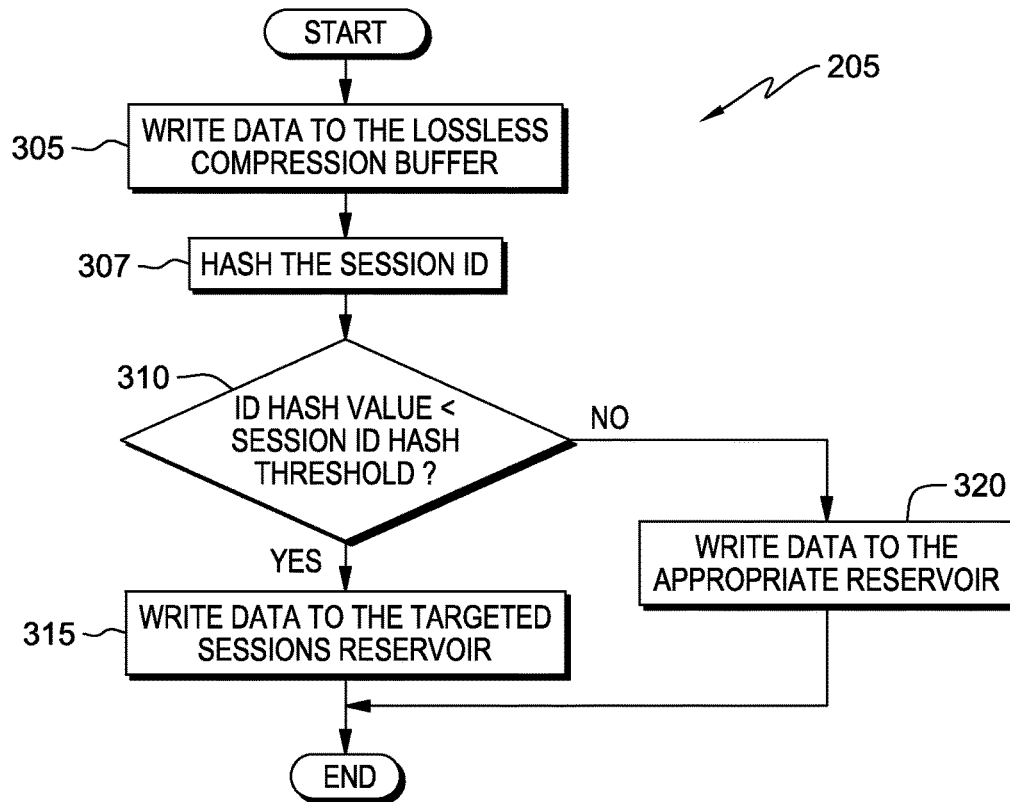 START
205
305
WRITE DATA TO THE LOSSLESS
COMPRESSION BUFFER
307
HASH THE SESSION ID
310
ID HASH VALUE <
SESSION ID HASH
THRESHOLD ?
NO
YES
320
WRITE DATA TO THE
APPROPRIATE RESERVOIR
315
WRITE DATA TO THE TARGETED
SESSIONS RESERVOIR
END